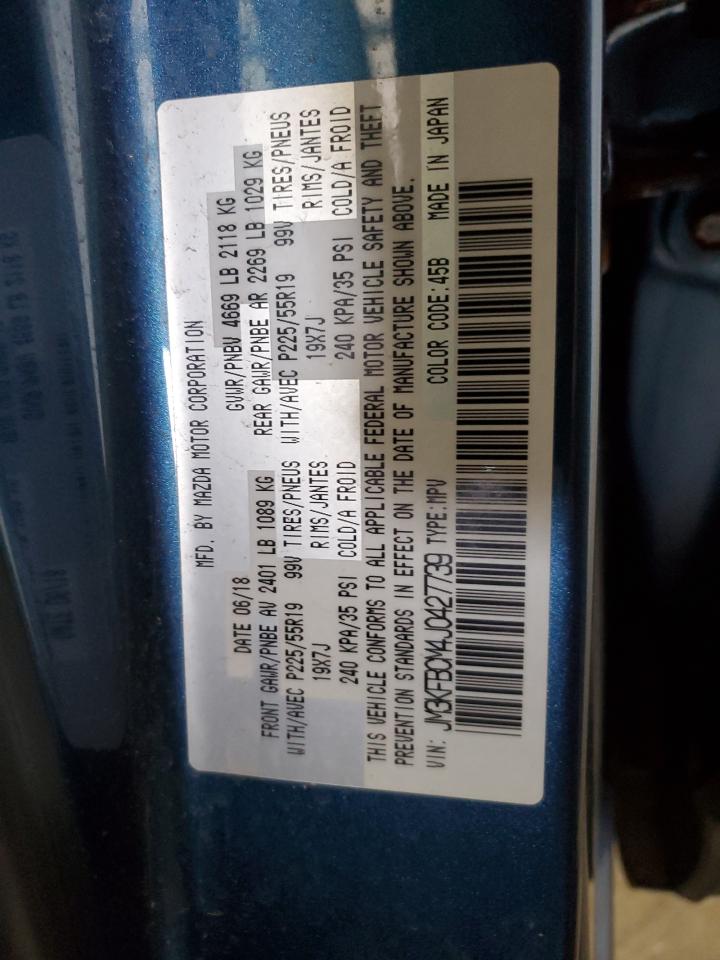 MFD. BY MAZDA MOTOR CORPORATION
DATE 06/18 GVWR/PNBV 4669 LB 2118 KG
FRONT GAWR/PNBE AV 2401 LB 1089 KG REAR GAWR/PNBE AR 2269 LB 1029 KG
WITH/AVEC P225/55R19 99V TIRES/PNEUS WITH/AVEC P225/55R19 99V TIRES/PNEUS
19X7J RIMS/JANTES 19X7J RIMS/JANTES
240 KPA/35 PSI COLD/A FROID 240 KPA/35 PSI COLD/A FROID
THIS VEHICLE CONFORMS TO ALL APPLICABLE FEDERAL MOTOR VEHICLE SAFETY AND THEFT
PREVENTION STANDARDS IN EFFECT ON THE DATE OF MANUFACTURE SHOWN ABOVE.
VIN: JM3KFBCM4J0427739 TYPE:MPV COLOR CODE:45B MADE IN JAPAN